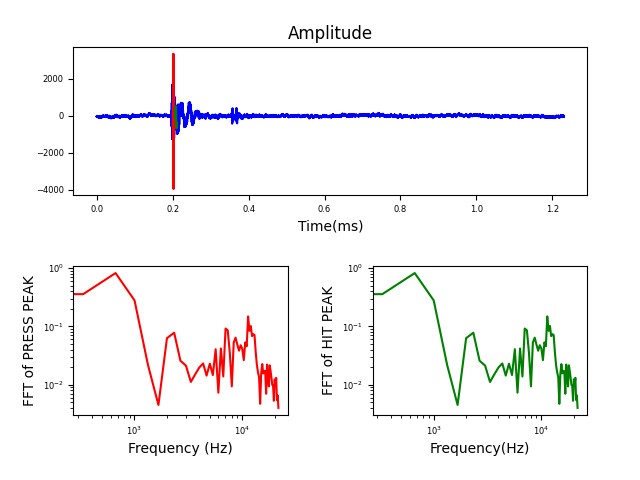 Amplitude
2000
0
−2000
−4000
0.0 0.2 0.4 0.6 0.8 1.0 1.2
Time(ms)
FFT of PRESS PEAK
10⁰
10⁻¹
10⁻²
10³ 10⁴
Frequency (Hz)
FFT of HIT PEAK
10⁰
10⁻¹
10⁻²
10³ 10⁴
Frequency(Hz)